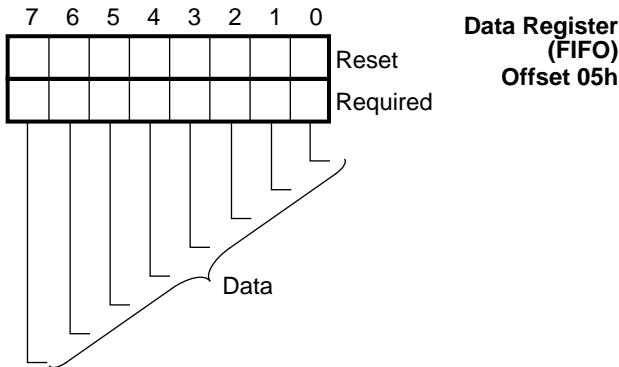 7 6 5 4 3 2 1 0
Data Register
(FIFO)
Offset 05h
Reset
Required
Data